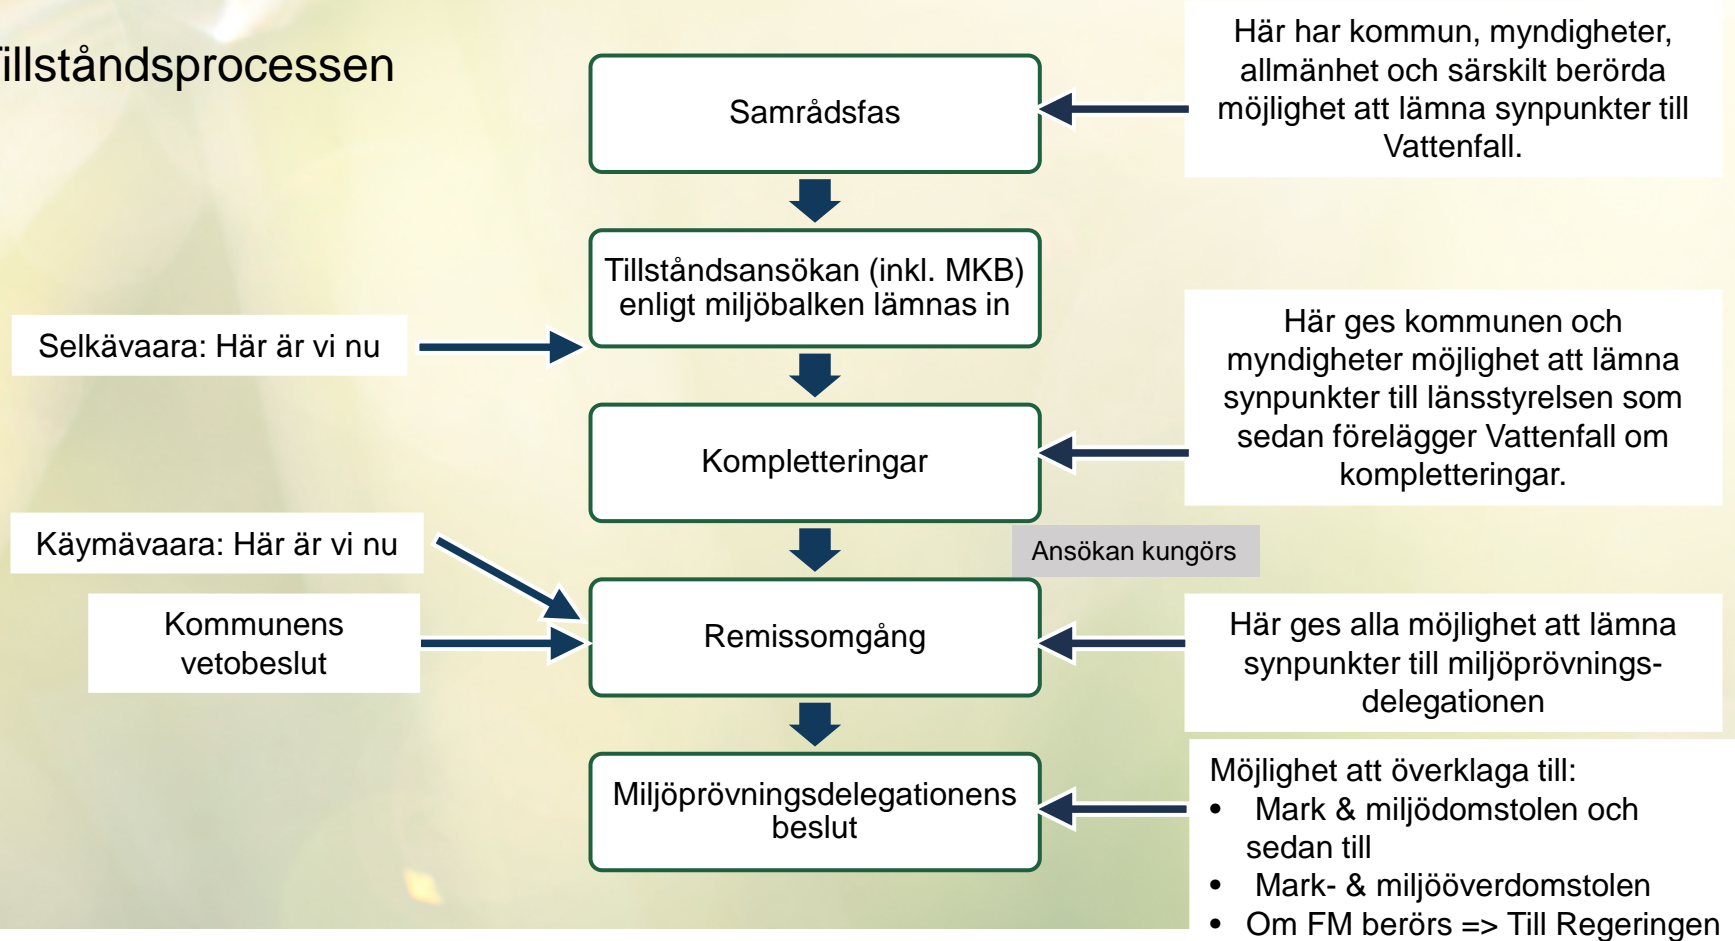 Tillståndsprocessen
Samrådsfas
Här har kommun, myndigheter,
allmänhet och särskilt berörda
möjlighet att lämna synpunkter till
Vattenfall.
Tillståndsansökan (inkl. MKB)
enligt miljöbalken lämnas in
Selkävaara: Här är vi nu
Här ges kommunen och
myndigheter möjlighet att lämna
synpunkter till länsstyrelsen som
sedan förelägger Vattenfall om
kompletteringar.
Kompletteringar
Käymävaara: Här är vi nu
Ansökan kungörs
Kommunens
vetobeslut
Remissomgång
Här ges alla möjlighet att lämna
synpunkter till miljöprövnings-
delegationen
Miljöprövningsdelegationens
beslut
Möjlighet att överklaga till:
• Mark & miljödomstolen och
sedan till
• Mark- & miljööverdomstolen
• Om FM berörs => Till Regeringen